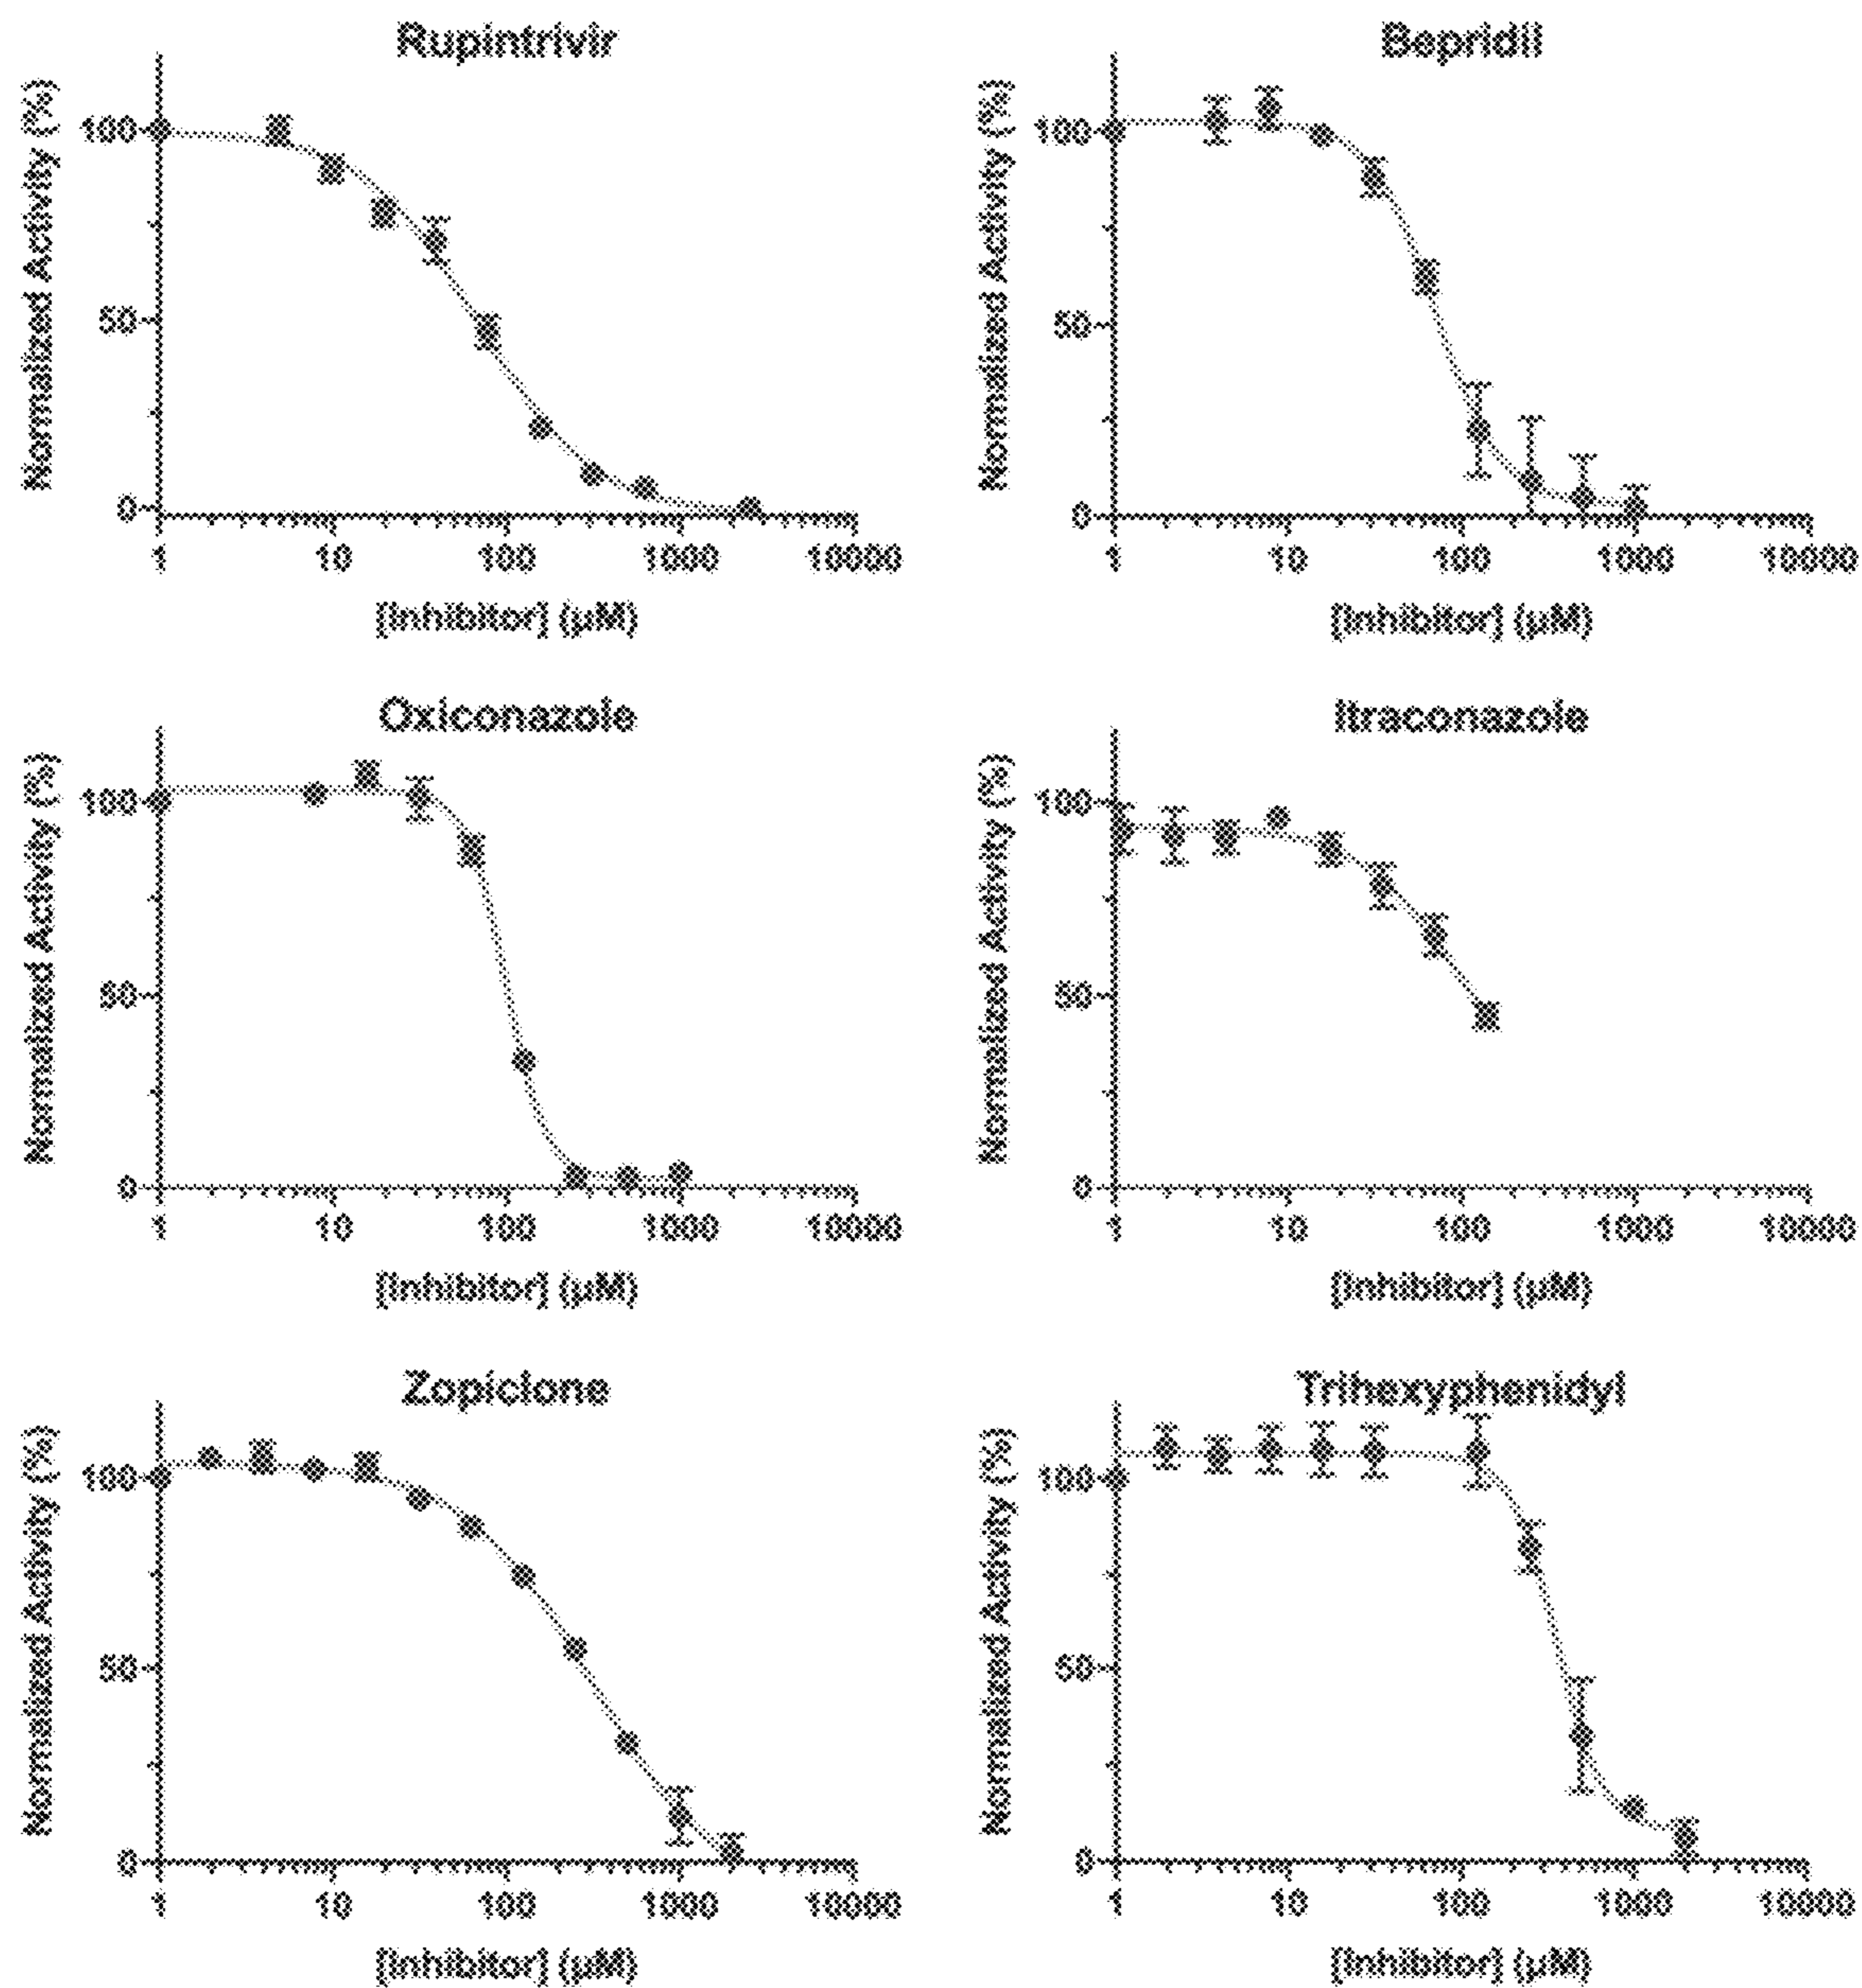 Rupintrivir
Normalized Activity (%)
100
50
0
1 10 100 1000 10000
[Inhibitor] (µM)
Bepridil
Normalized Activity (%)
100
50
0
1 10 100 1000 10000
[Inhibitor] (µM)
Oxiconazole
Normalized Activity (%)
100
50
0
1 10 100 1000 10000
[Inhibitor] (µM)
Itraconazole
Normalized Activity (%)
100
50
0
1 10 100 1000 10000
[Inhibitor] (µM)
Zopiclone
Normalized Activity (%)
100
50
0
1 10 100 1000 10000
[Inhibitor] (µM)
Trihexyphenidyl
Normalized Activity (%)
100
50
0
1 10 100 1000 10000
[Inhibitor] (µM)